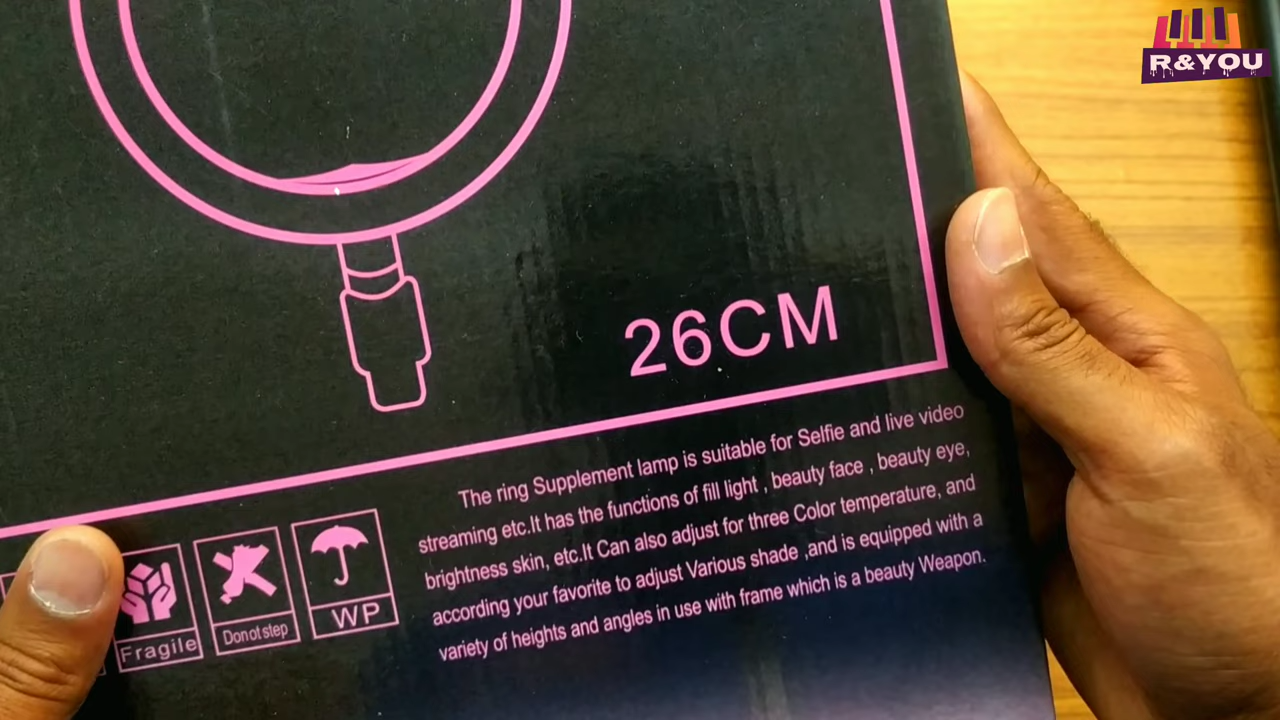 R&YOU
26CM
The ring Supplement lamp is suitable for Selfie and live video
streaming etc.It has the functions of fill light , beauty face , beauty eye,
brightness skin, etc.It Can also adjust for three Color temperature, and
according your favorite to adjust Various shade ,and is equipped with a
variety of heights and angles in use with frame which is a beauty Weapon.
Fragile
Donotstep
WP